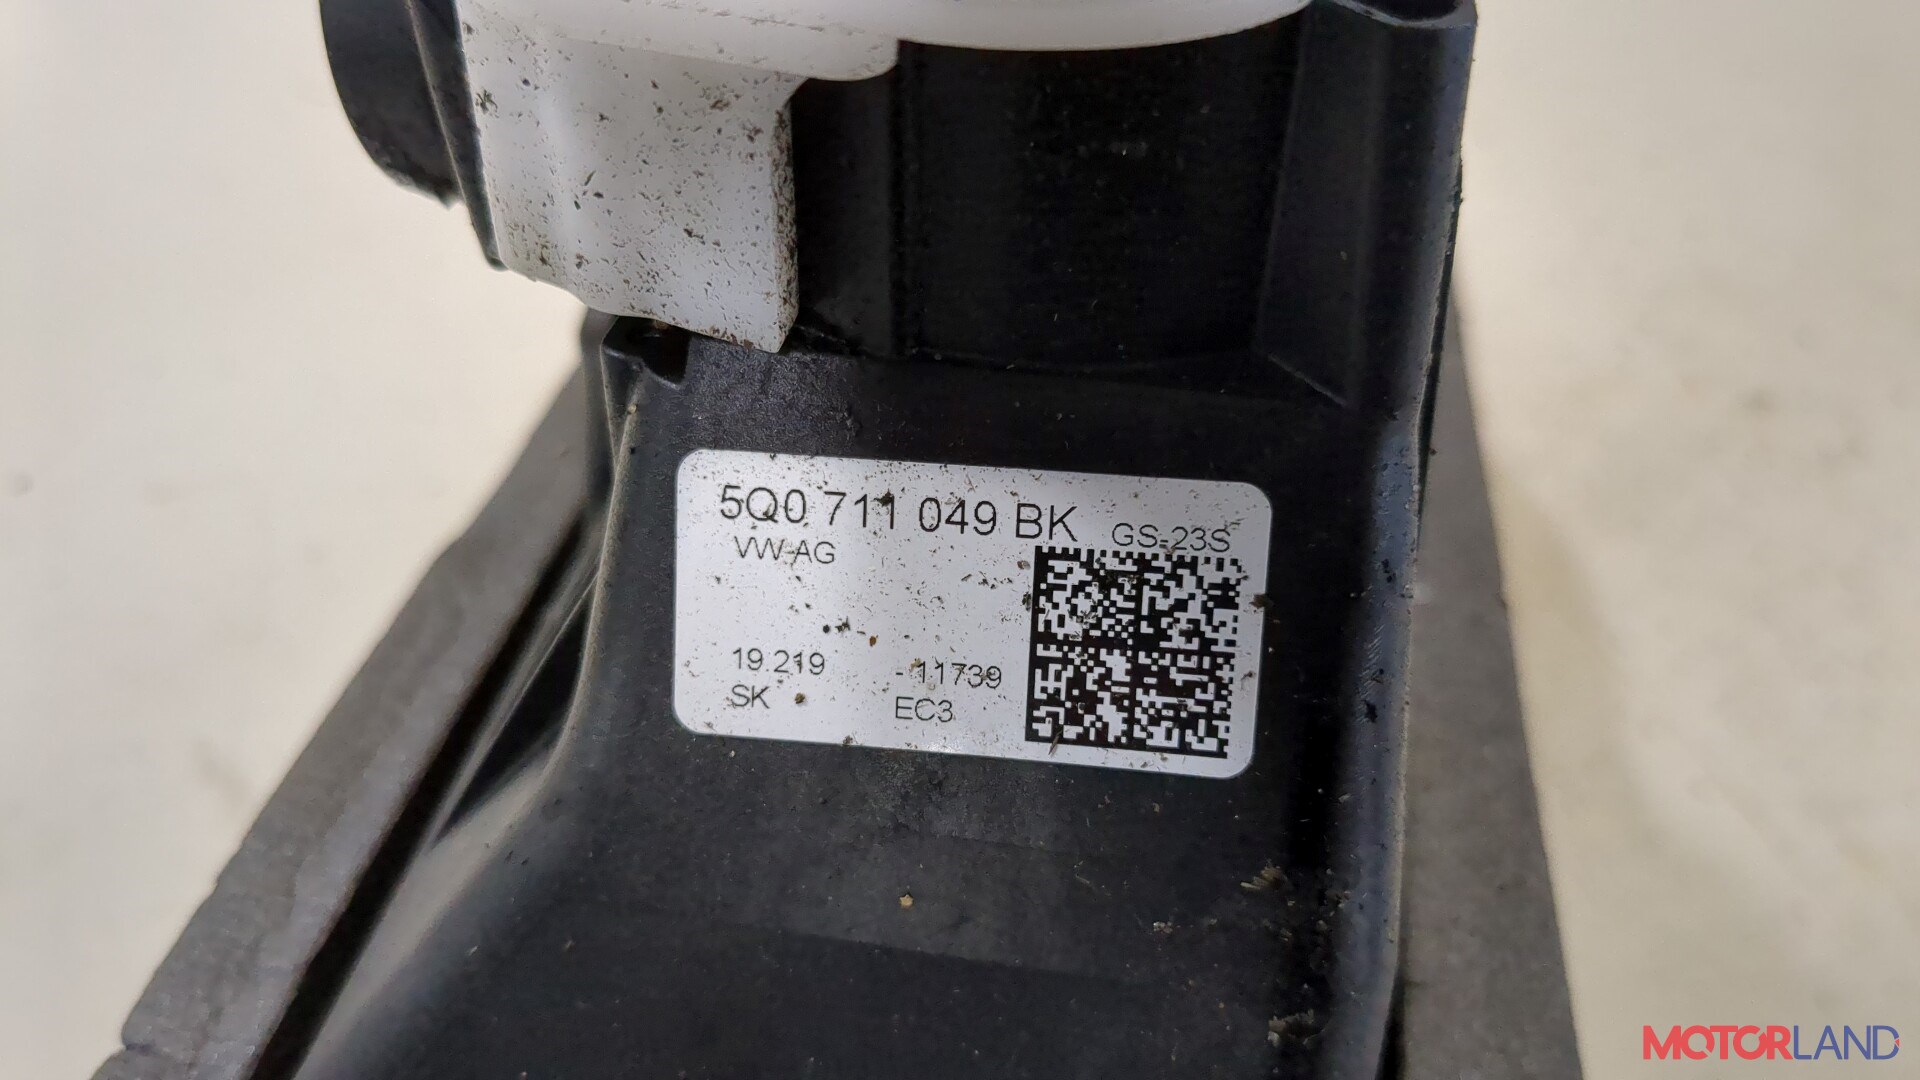 5Q0 711 049 BK GS-23S
VW-AG
19.219 - 11739
SK EC3
MOTORLAND